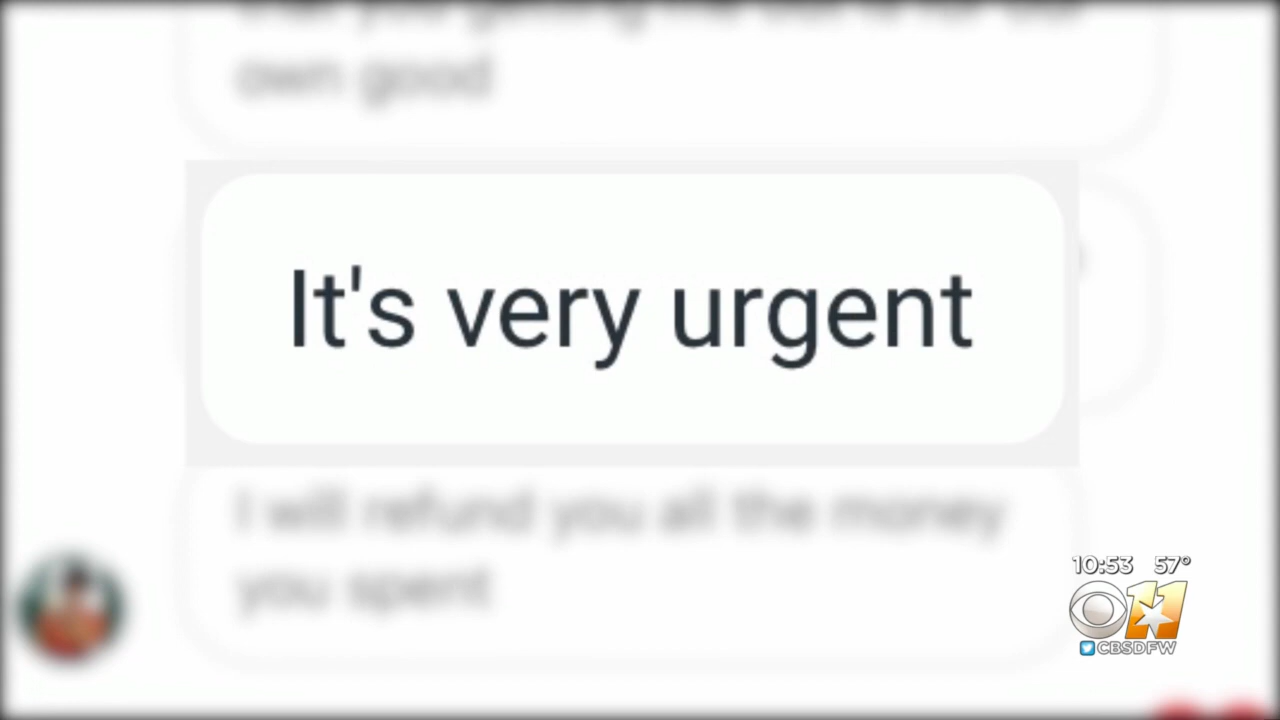 own good
It's very urgent
I will refund you all the money
you spent
10:53 57°
11
CBSDFW